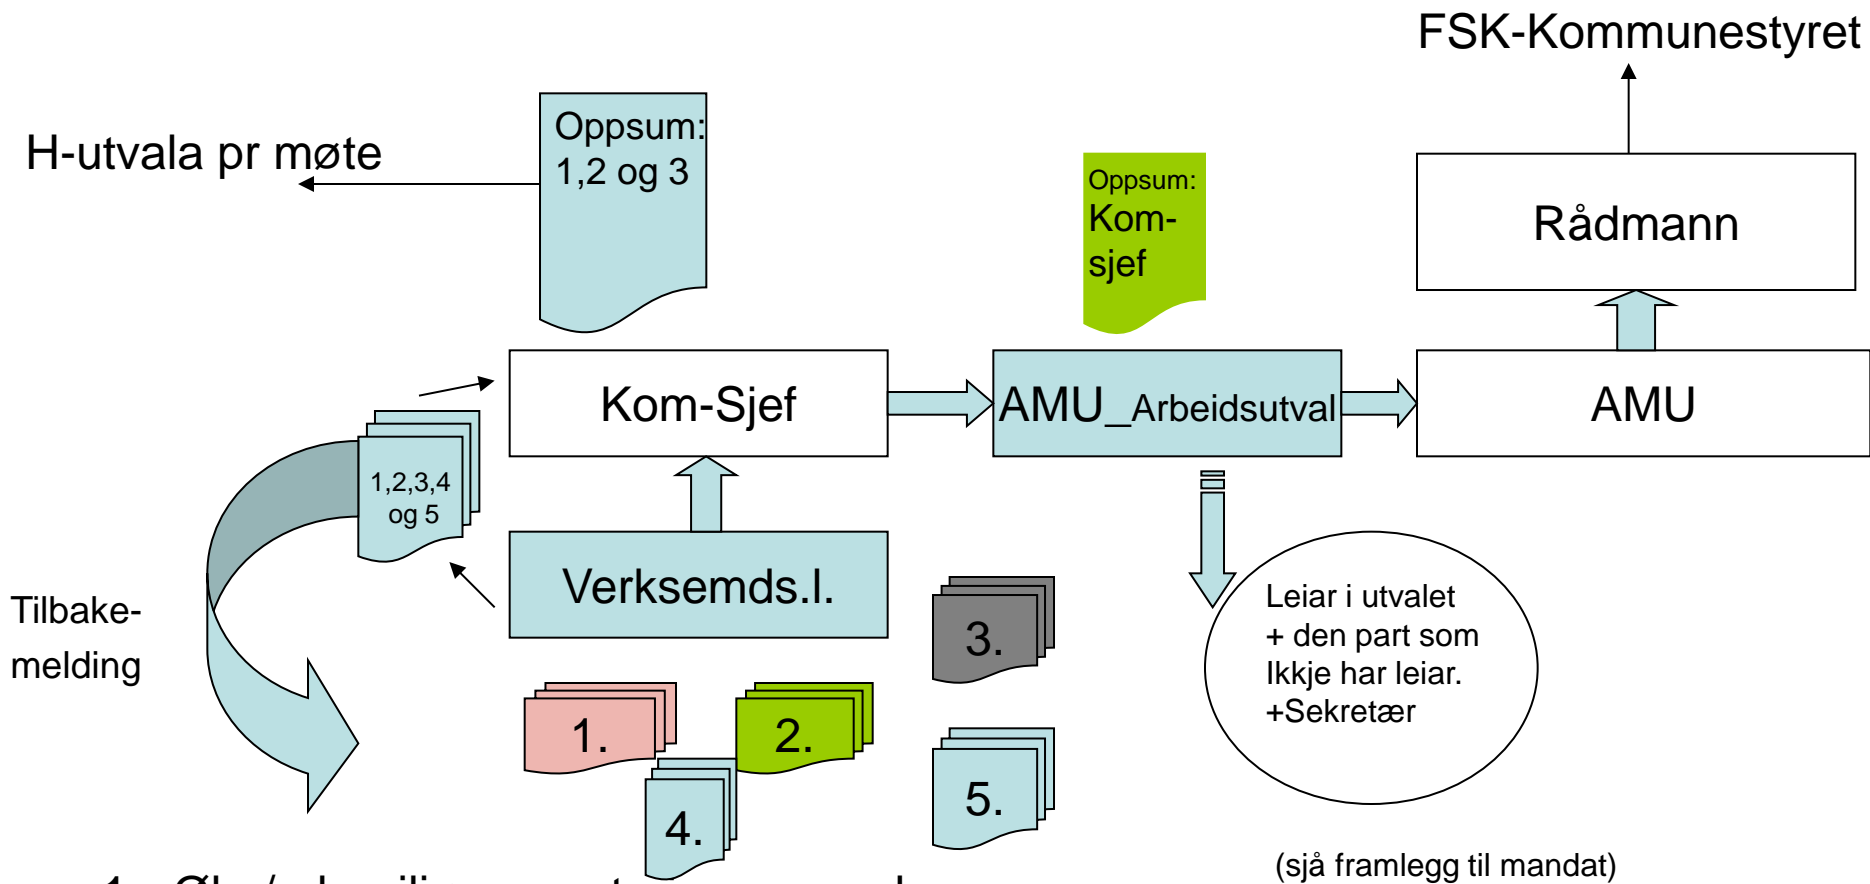 FSK-Kommunestyret
H-utvala pr møte
Oppsum:
1,2 og 3
Oppsum:
Kom-
sjef
Rådmann
Kom-Sjef
AMU_Arbeidsutval
AMU
1,2,3,4
og 5
Verksemds.l.
Tilbake-
melding
Leiar i utvalet
+ den part som
Ikkje har leiar.
+Sekretær
3.
1.
2.
5.
4.
(sjå framlegg til mandat)